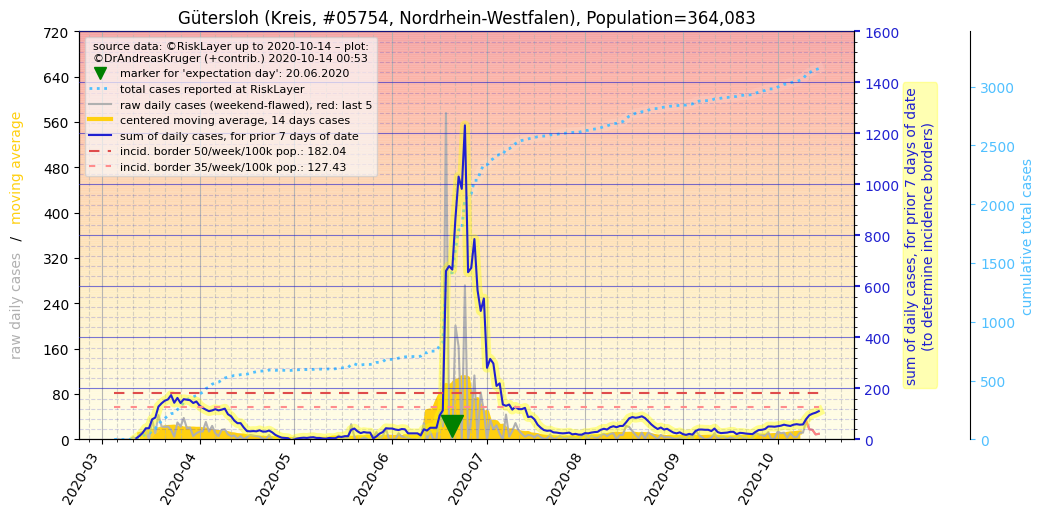 Gütersloh (Kreis, #05754, Nordrhein-Westfalen), Population=364,083
source data: ©RiskLayer up to 2020-10-14 – plot:
©DrAndreasKruger (+contrib.) 2020-10-14 00:53
marker for 'expectation day': 20.06.2020
total cases reported at RiskLayer
raw daily cases (weekend-flawed), red: last 5
centered moving average, 14 days cases
sum of daily cases, for prior 7 days of date
incid. border 50/week/100k pop.: 182.04
incid. border 35/week/100k pop.: 127.43
raw daily cases / moving average
720
640
560
480
400
320
240
160
80
0
1600
1400
1200
1000
800
600
400
200
0
sum of daily cases, for prior 7 days of date
(to determine incidence borders)
3000
2500
2000
1500
1000
500
0
cumulative total cases
2020-03
2020-04
2020-05
2020-06
2020-07
2020-08
2020-09
2020-10